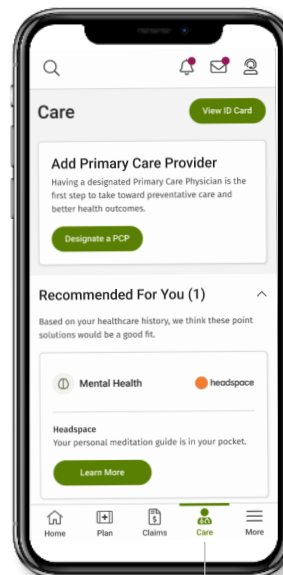 Care
View ID Card
Add Primary Care Provider
Having a designated Primary Care Physician is the
first step to take toward preventative care and
better health outcomes.
Designate a PCP
Recommended For You (1)
Based on your healthcare history, we think these point
solutions would be a good fit.
Mental Health
headspace
Headspace
Your personal meditation guide is in your pocket.
Learn More
Home Plan Claims Care More